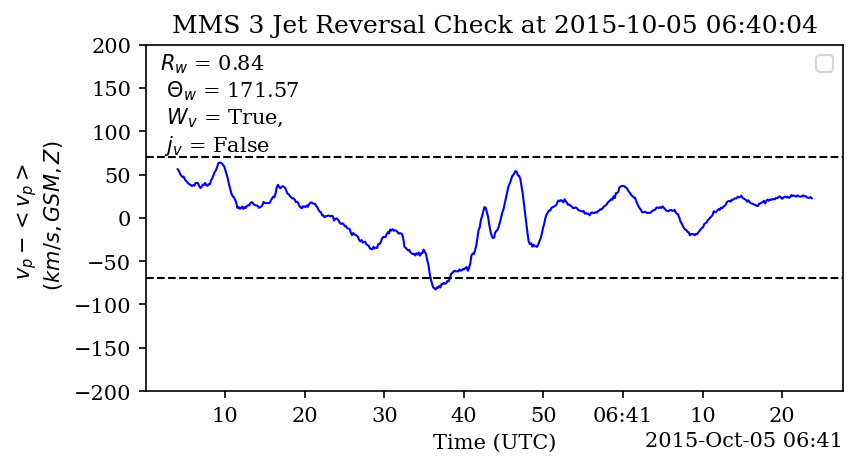 MMS 3 Jet Reversal Check at 2015-10-05 06:40:04
R_w = 0.84
Θ_w = 171.57
W_v = True,
j_v = False
v_p − < v_p >
(km/s, GSM, Z)
200
150
100
50
0
−50
−100
−150
−200
10 20 30 40 50 06:41 10 20
Time (UTC)
2015-Oct-05 06:41